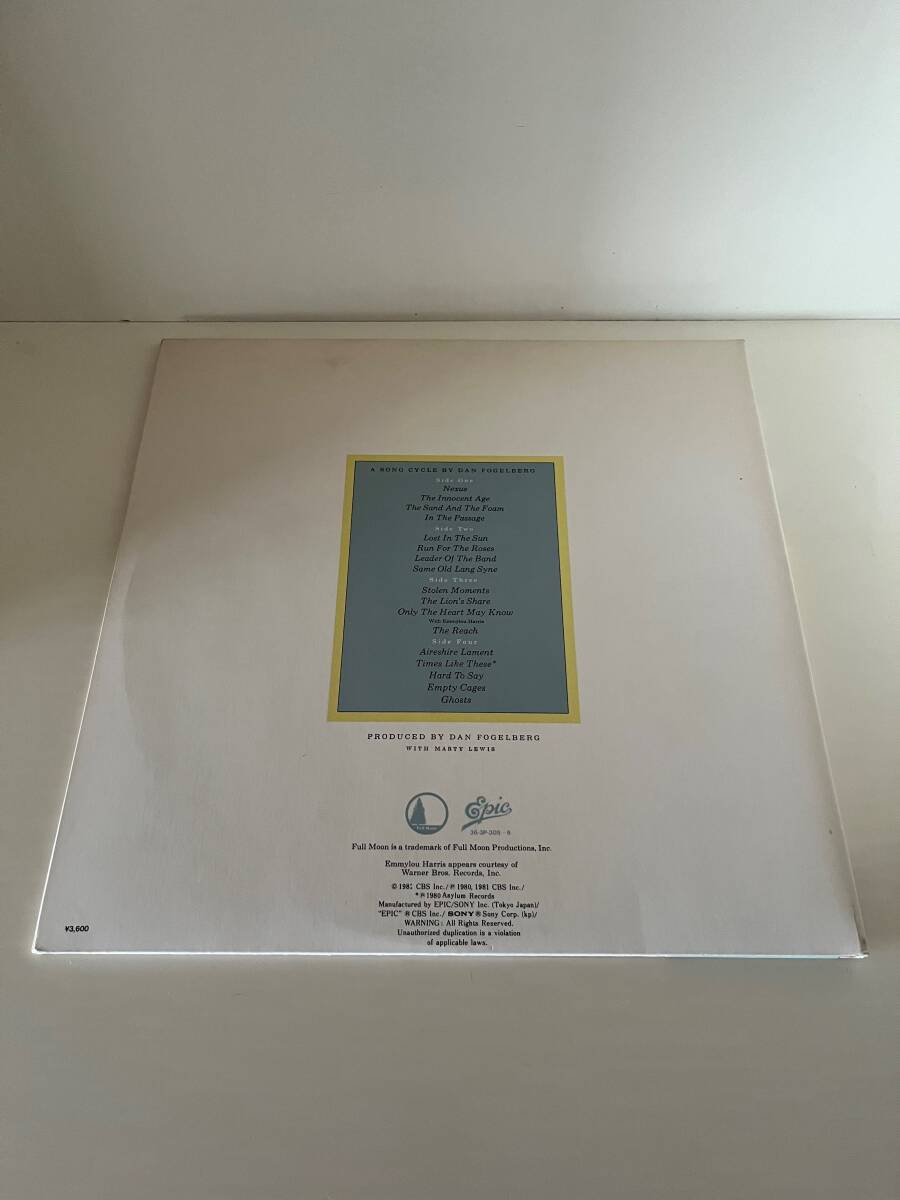 A SONG CYCLE BY DAN FOGELBERG
Side One
Nexus
The Innocent Age
The Sand And The Foam
In The Passage
Side Two
Lost In The Sun
Run For The Roses
Leader Of The Band
Same Old Lang Syne
Side Three
Stolen Moments
The Lion's Share
Only The Heart May Know
With Emmylou Harris
The Reach
Side Four
Aireshire Lament
Times Like These*
Hard To Say
Empty Cages
Ghosts
PRODUCED BY DAN FOGELBERG
WITH MARTY LEWIS
Full Moon
Epic
Full Moon is a trademark of Full Moon Productions, Inc.
Emmylou Harris appears courtesy of
Warner Bros. Records, Inc.
CBS Inc./℗ 1980, 1981 CBS Inc./
*℗ 1980 Asylum Records
Manufactured by EPIC/SONY Inc. (Tokyo Japan)/
"EPIC" ® CBS Inc./ SONY ® Sony Corp. (kp)/
WARNING: All Rights Reserved.
Unauthorized duplication is a violation
of applicable laws.
¥3,600